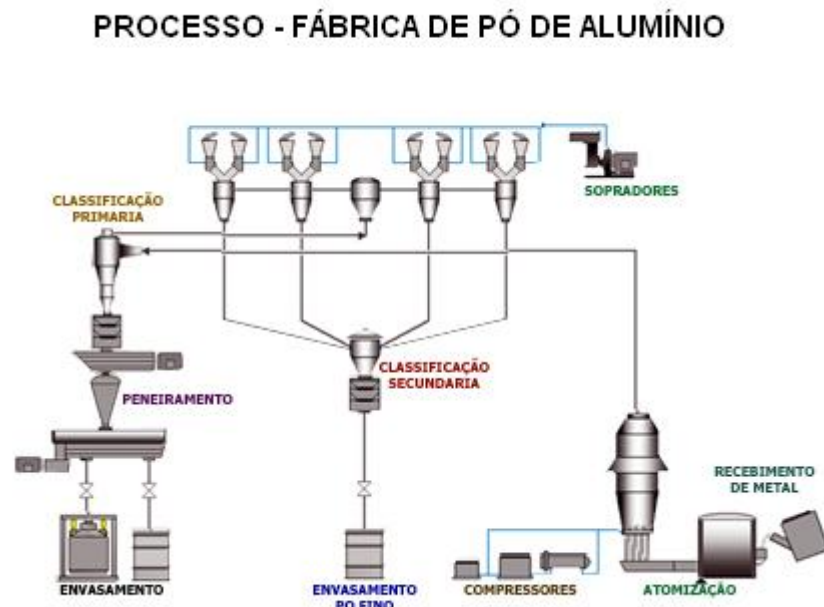 PROCESSO - FÁBRICA DE PÓ DE ALUMÍNIO
SOPRADORES
CLASSIFICAÇÃO
PRIMARIA
CLASSIFICAÇÃO
SECUNDARIA
PENEIRAMENTO
RECEBIMENTO
DE METAL
ENVASAMENTO
ENVASAMENTO
PO FINO
COMPRESSORES
ATOMIZAÇÃO